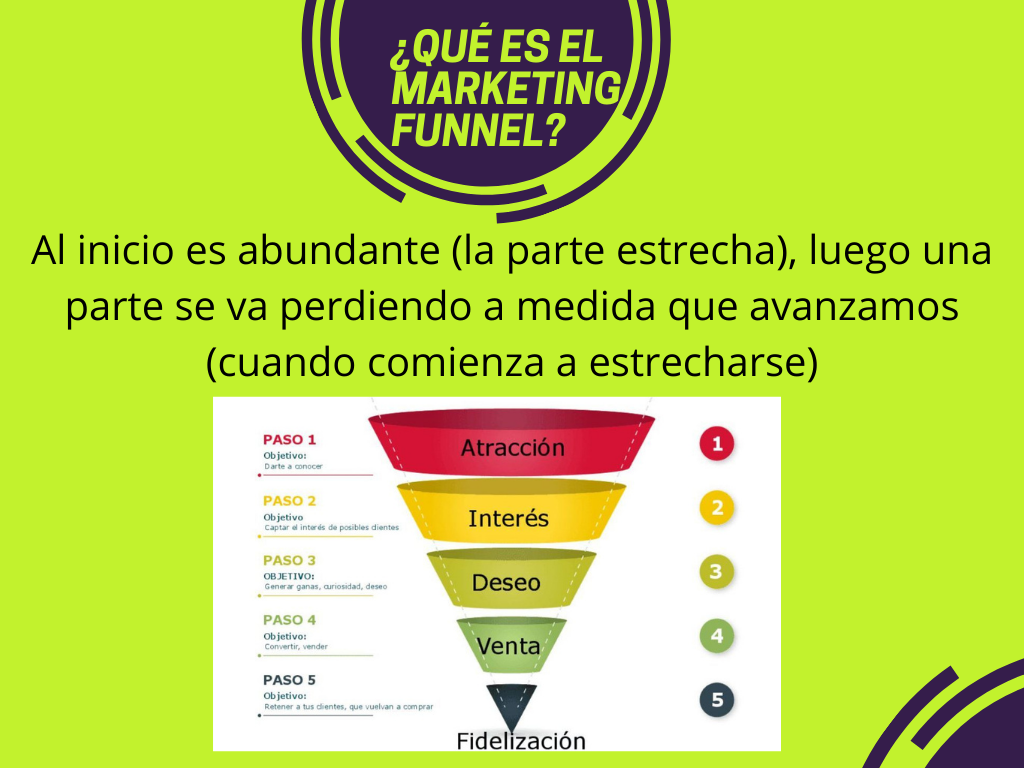 ¿QUÉ ES EL
MARKETING
FUNNEL?
Al inicio es abundante (la parte estrecha), luego una
parte se va perdiendo a medida que avanzamos
(cuando comienza a estrecharse)
PASO 1
Objetivo:
Darte a conocer
Atracción
1
PASO 2
Objetivo
Captar el interés de posibles clientes
Interés
2
PASO 3
OBJETIVO:
Generar ganas, curiosidad, deseo
Deseo
3
PASO 4
Objetivo:
Convertir, vender
Venta
4
PASO 5
Objetivo:
Retener a tus clientes, que vuelvan a comprar
5
Fidelización